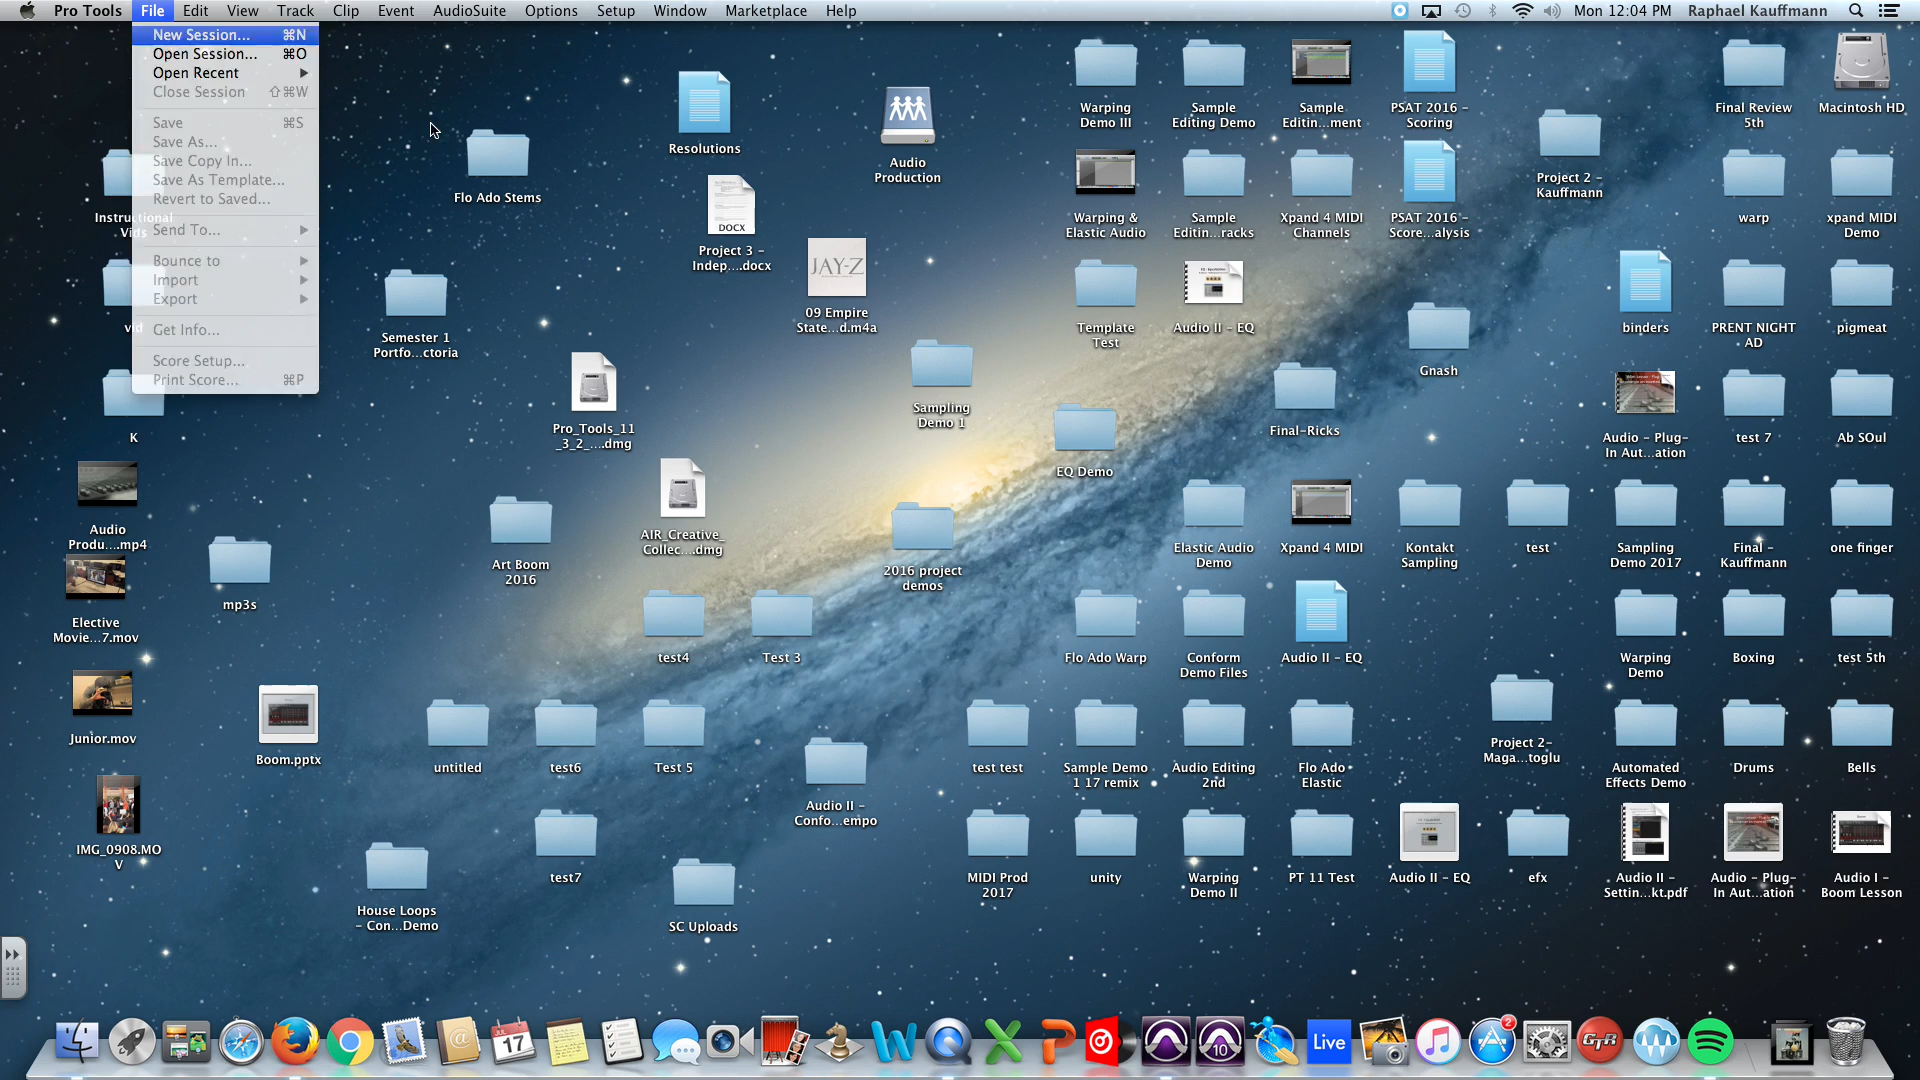 Pro Tools File Edit View Track Clip Event AudioSuite Options Setup Window Marketplace Help Mon 12:04 PM Raphael Kauffmann
New Session... ⌘N
Open Session... ⌘O
Open Recent
Close Session ⇧⌘W
Save ⌘S
Save As...
Save Copy In...
Save As Template...
Revert to Saved...
Send To...
Bounce to
Import
Export
Get Info...
Score Setup...
Print Score... ⌘P
Instructional
Vids
vid
K
Audio
Produ....mp4
Elective
Movie...7.mov
Junior.mov
IMG_0908.MO
V
mp3s
Boom.pptx
Flo Ado Stems
Semester 1
Portfo...ctoria
Resolutions
DOCX
Project 3 -
Indep....docx
JAY-Z
09 Empire
State...d.m4a
Audio
Production
Pro_Tools_11
_3_2_....dmg
AIR_Creative_
Collec....dmg
Art Boom
2016
Sampling
Demo 1
EQ Demo
2016 project
demos
test4
Test 3
untitled
test6
Test 5
test7
House Loops
- Con...Demo
SC Uploads
Audio II -
Confo...empo
Warping
Demo III
Sample
Editing Demo
Sample
Editin...ment
PSAT 2016 -
Scoring
Project 2 -
Kauffmann
Final Review
5th
Macintosh HD
Warping &
Elastic Audio
Sample
Editin...racks
Xpand 4 MIDI
Channels
PSAT 2016 -
Score...alysis
warp
xpand MIDI
Demo
Template
Test
Audio II - EQ
Gnash
binders
PRENT NIGHT
AD
pigmeat
Final-Ricks
Audio - Plug-
In Aut...ation
test 7
Ab SOul
Elastic Audio
Demo
Xpand 4 MIDI
Kontakt
Sampling
test
Sampling
Demo 2017
Final -
Kauffmann
one finger
Flo Ado Warp
Conform
Demo Files
Audio II - EQ
Warping
Demo
Boxing
test 5th
test test
Sample Demo
1 17 remix
Audio Editing
2nd
Flo Ado
Elastic
Project 2-
Maga...toglu
Automated
Effects Demo
Drums
Bells
MIDI Prod
2017
unity
Warping
Demo II
PT 11 Test
Audio II - EQ
efx
Audio II -
Settin...kt.pdf
Audio - Plug-
In Aut...ation
Audio I -
Boom Lesson
JUL
17
10
Live
2
GTR